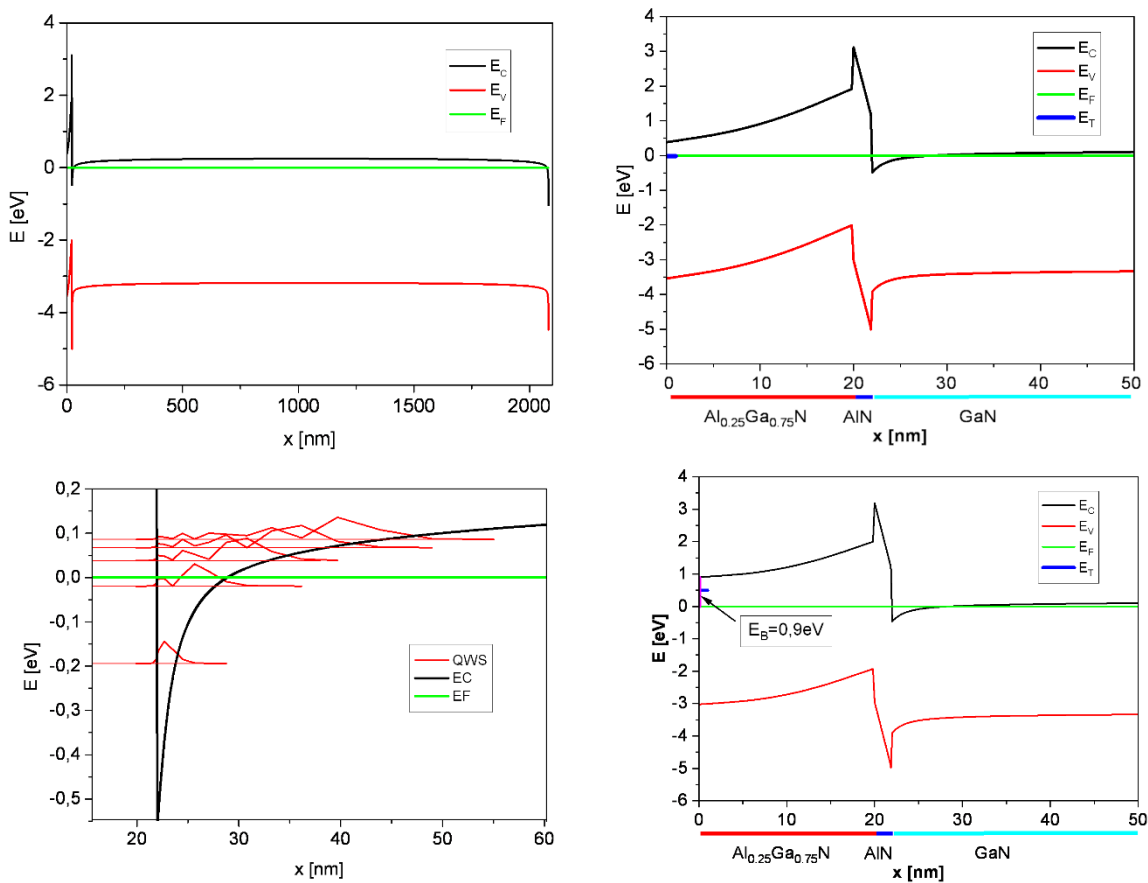 4
2
0
-2
-4
-6
E [eV]
0
500
1000
1500
2000
x [nm]
E_C
E_V
E_F
4
3
2
1
0
-1
-2
-3
-4
-5
-6
E [eV]
0
10
20
30
40
50
Al0.25Ga0.75N
AlN
GaN
x [nm]
E_C
E_V
E_F
E_T
0,2
0,1
0,0
-0,1
-0,2
-0,3
-0,4
-0,5
E [eV]
20
30
40
50
60
x [nm]
QWS
EC
EF
4
3
2
1
0
-1
-2
-3
-4
-5
-6
E [eV]
0
10
20
30
40
50
Al0.25Ga0.75N
AlN
GaN
x [nm]
E_C
E_V
E_F
E_T
E_B=0,9eV